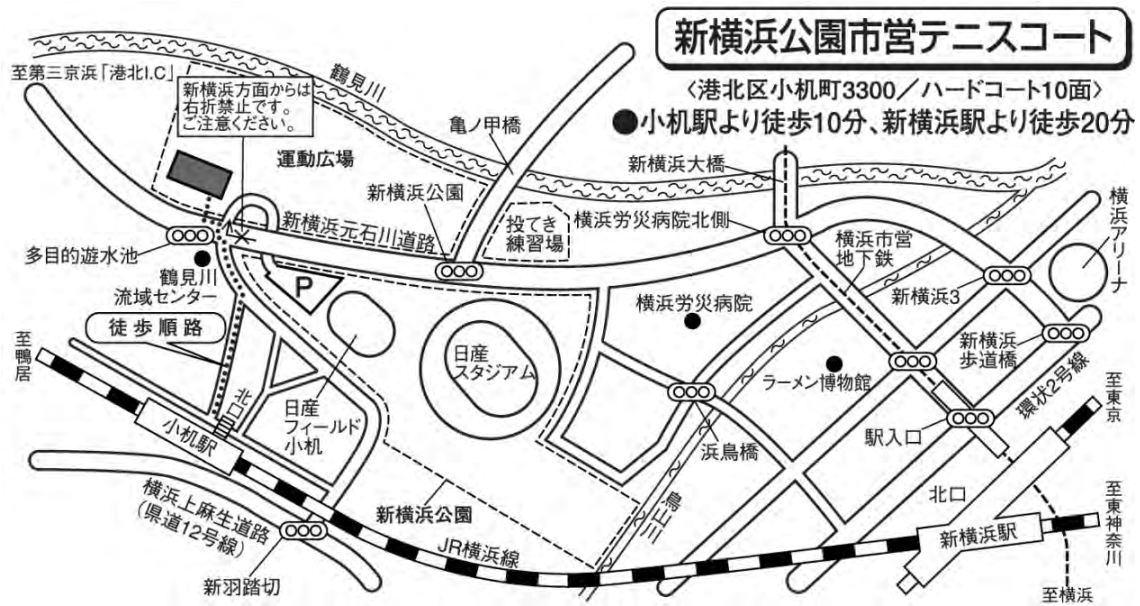 新横浜公園市営テニスコート
〈港北区小机町3300／ハードコート10面〉
●小机駅より徒歩10分、新横浜駅より徒歩20分
至第三京浜「港北I.C」
新横浜方面からは
右折禁止です。
ご注意ください。
鶴見川
亀ノ甲橋
運動広場
新横浜公園
新横浜大橋
新横浜元石川道路
投てき
練習場
横浜労災病院北側
横浜アリーナ
多目的遊水池
横浜市営
地下鉄
鶴見川
流域センター
P
新横浜3
横浜労災病院
徒歩順路
至鴨居
日産
スタジアム
新横浜
歩道橋
ラーメン博物館
環状2号線
北口
小机駅
日産
フィールド
小机
至東京
駅入口
浜鳥橋
横浜上麻生道路
(県道12号線)
新横浜公園
鳥山川
北口
至東神奈川
新横浜駅
JR横浜線
新羽踏切
至横浜